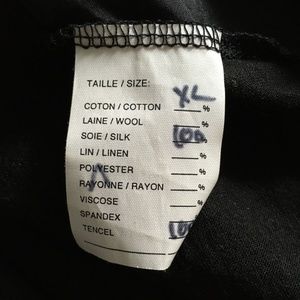 TAILLE / SIZE: XL
COTON / COTTON %
LAINE / WOOL %
SOIE / SILK 100 %
LIN / LINEN %
POLYESTER %
RAYONNE / RAYON %
VISCOSE %
SPANDEX
TENCEL